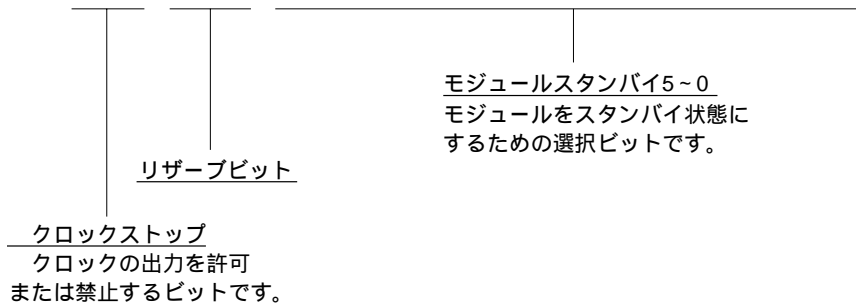 モジュールスタンバイ5~0
モジュールをスタンバイ状態に
するための選択ビットです。
リザーブビット
クロックストップ
クロックの出力を許可
または禁止するビットです。